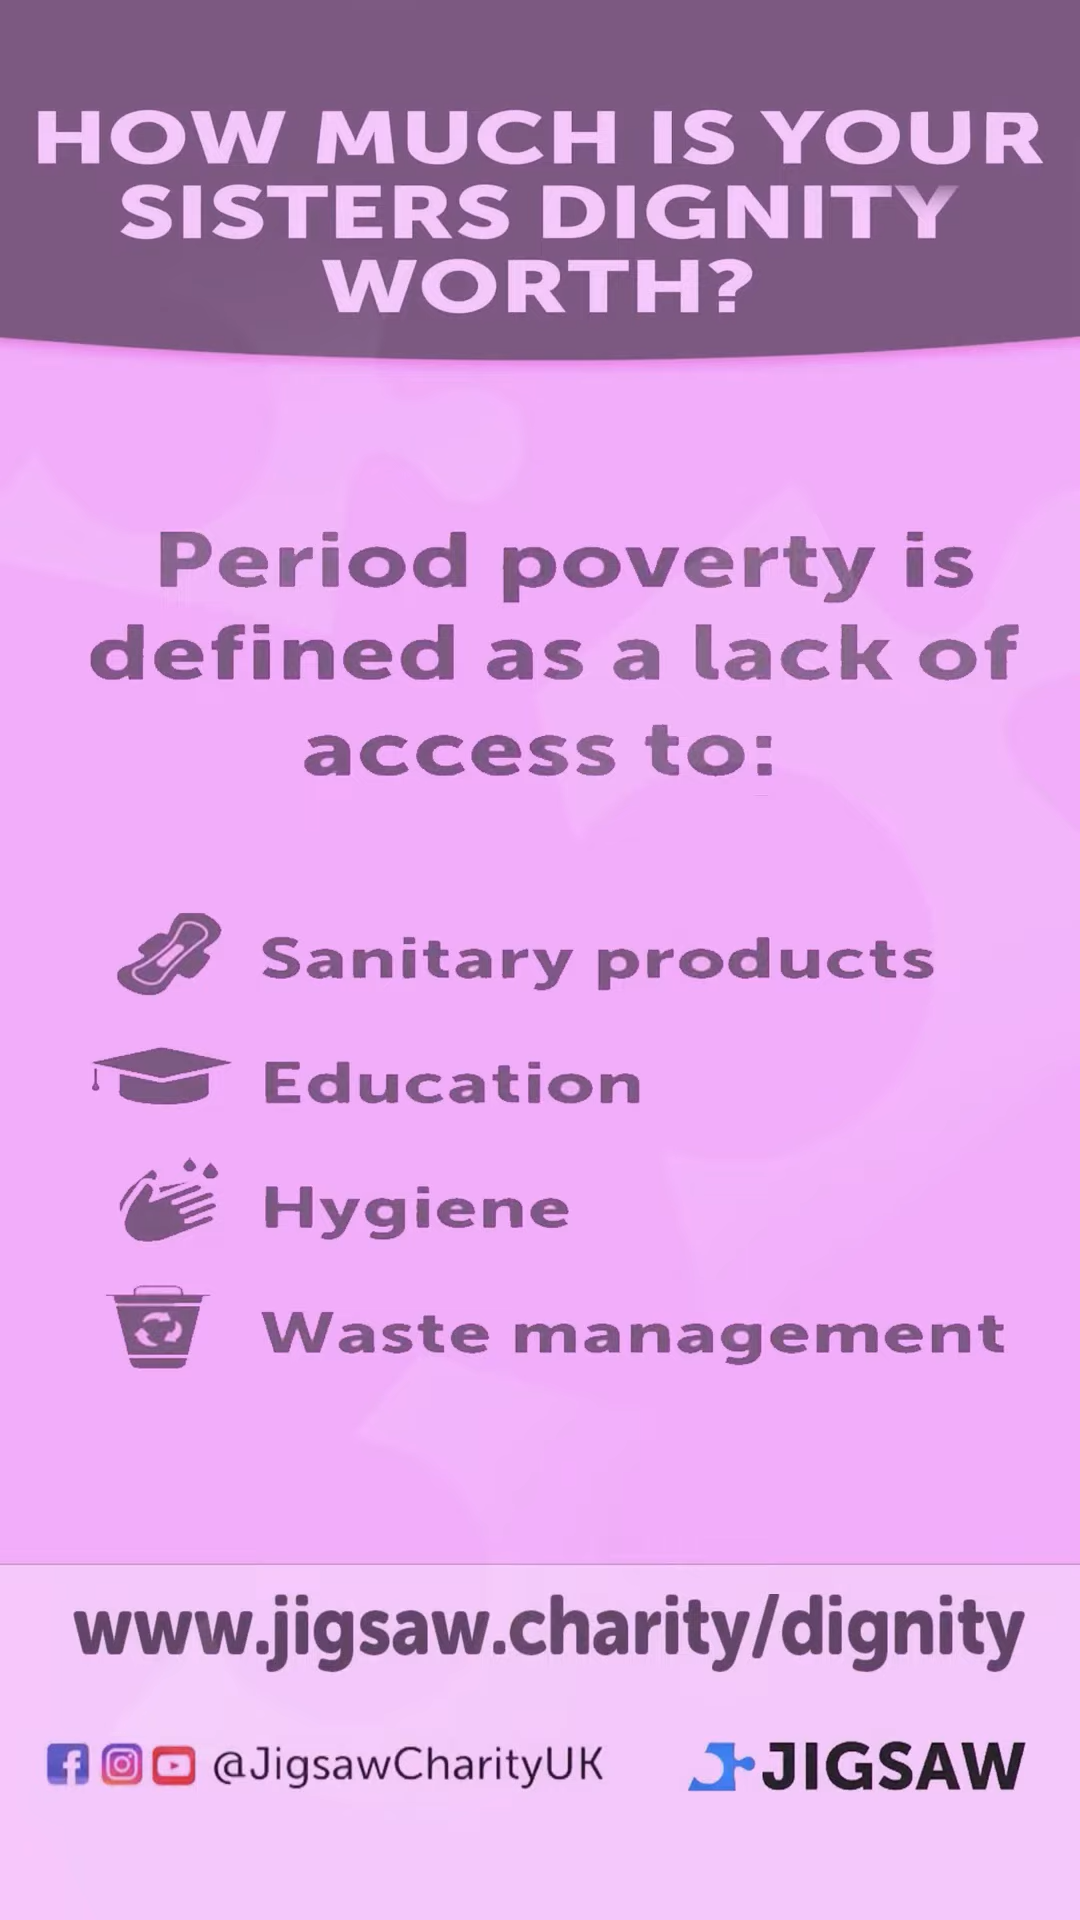 HOW MUCH IS YOUR
SISTERS DIGNITY
WORTH?
Period poverty is
defined as a lack of
access to:
Sanitary products
Education
Hygiene
Waste management
www.jigsaw.charity/dignity
@JigsawCharityUK
JIGSAW